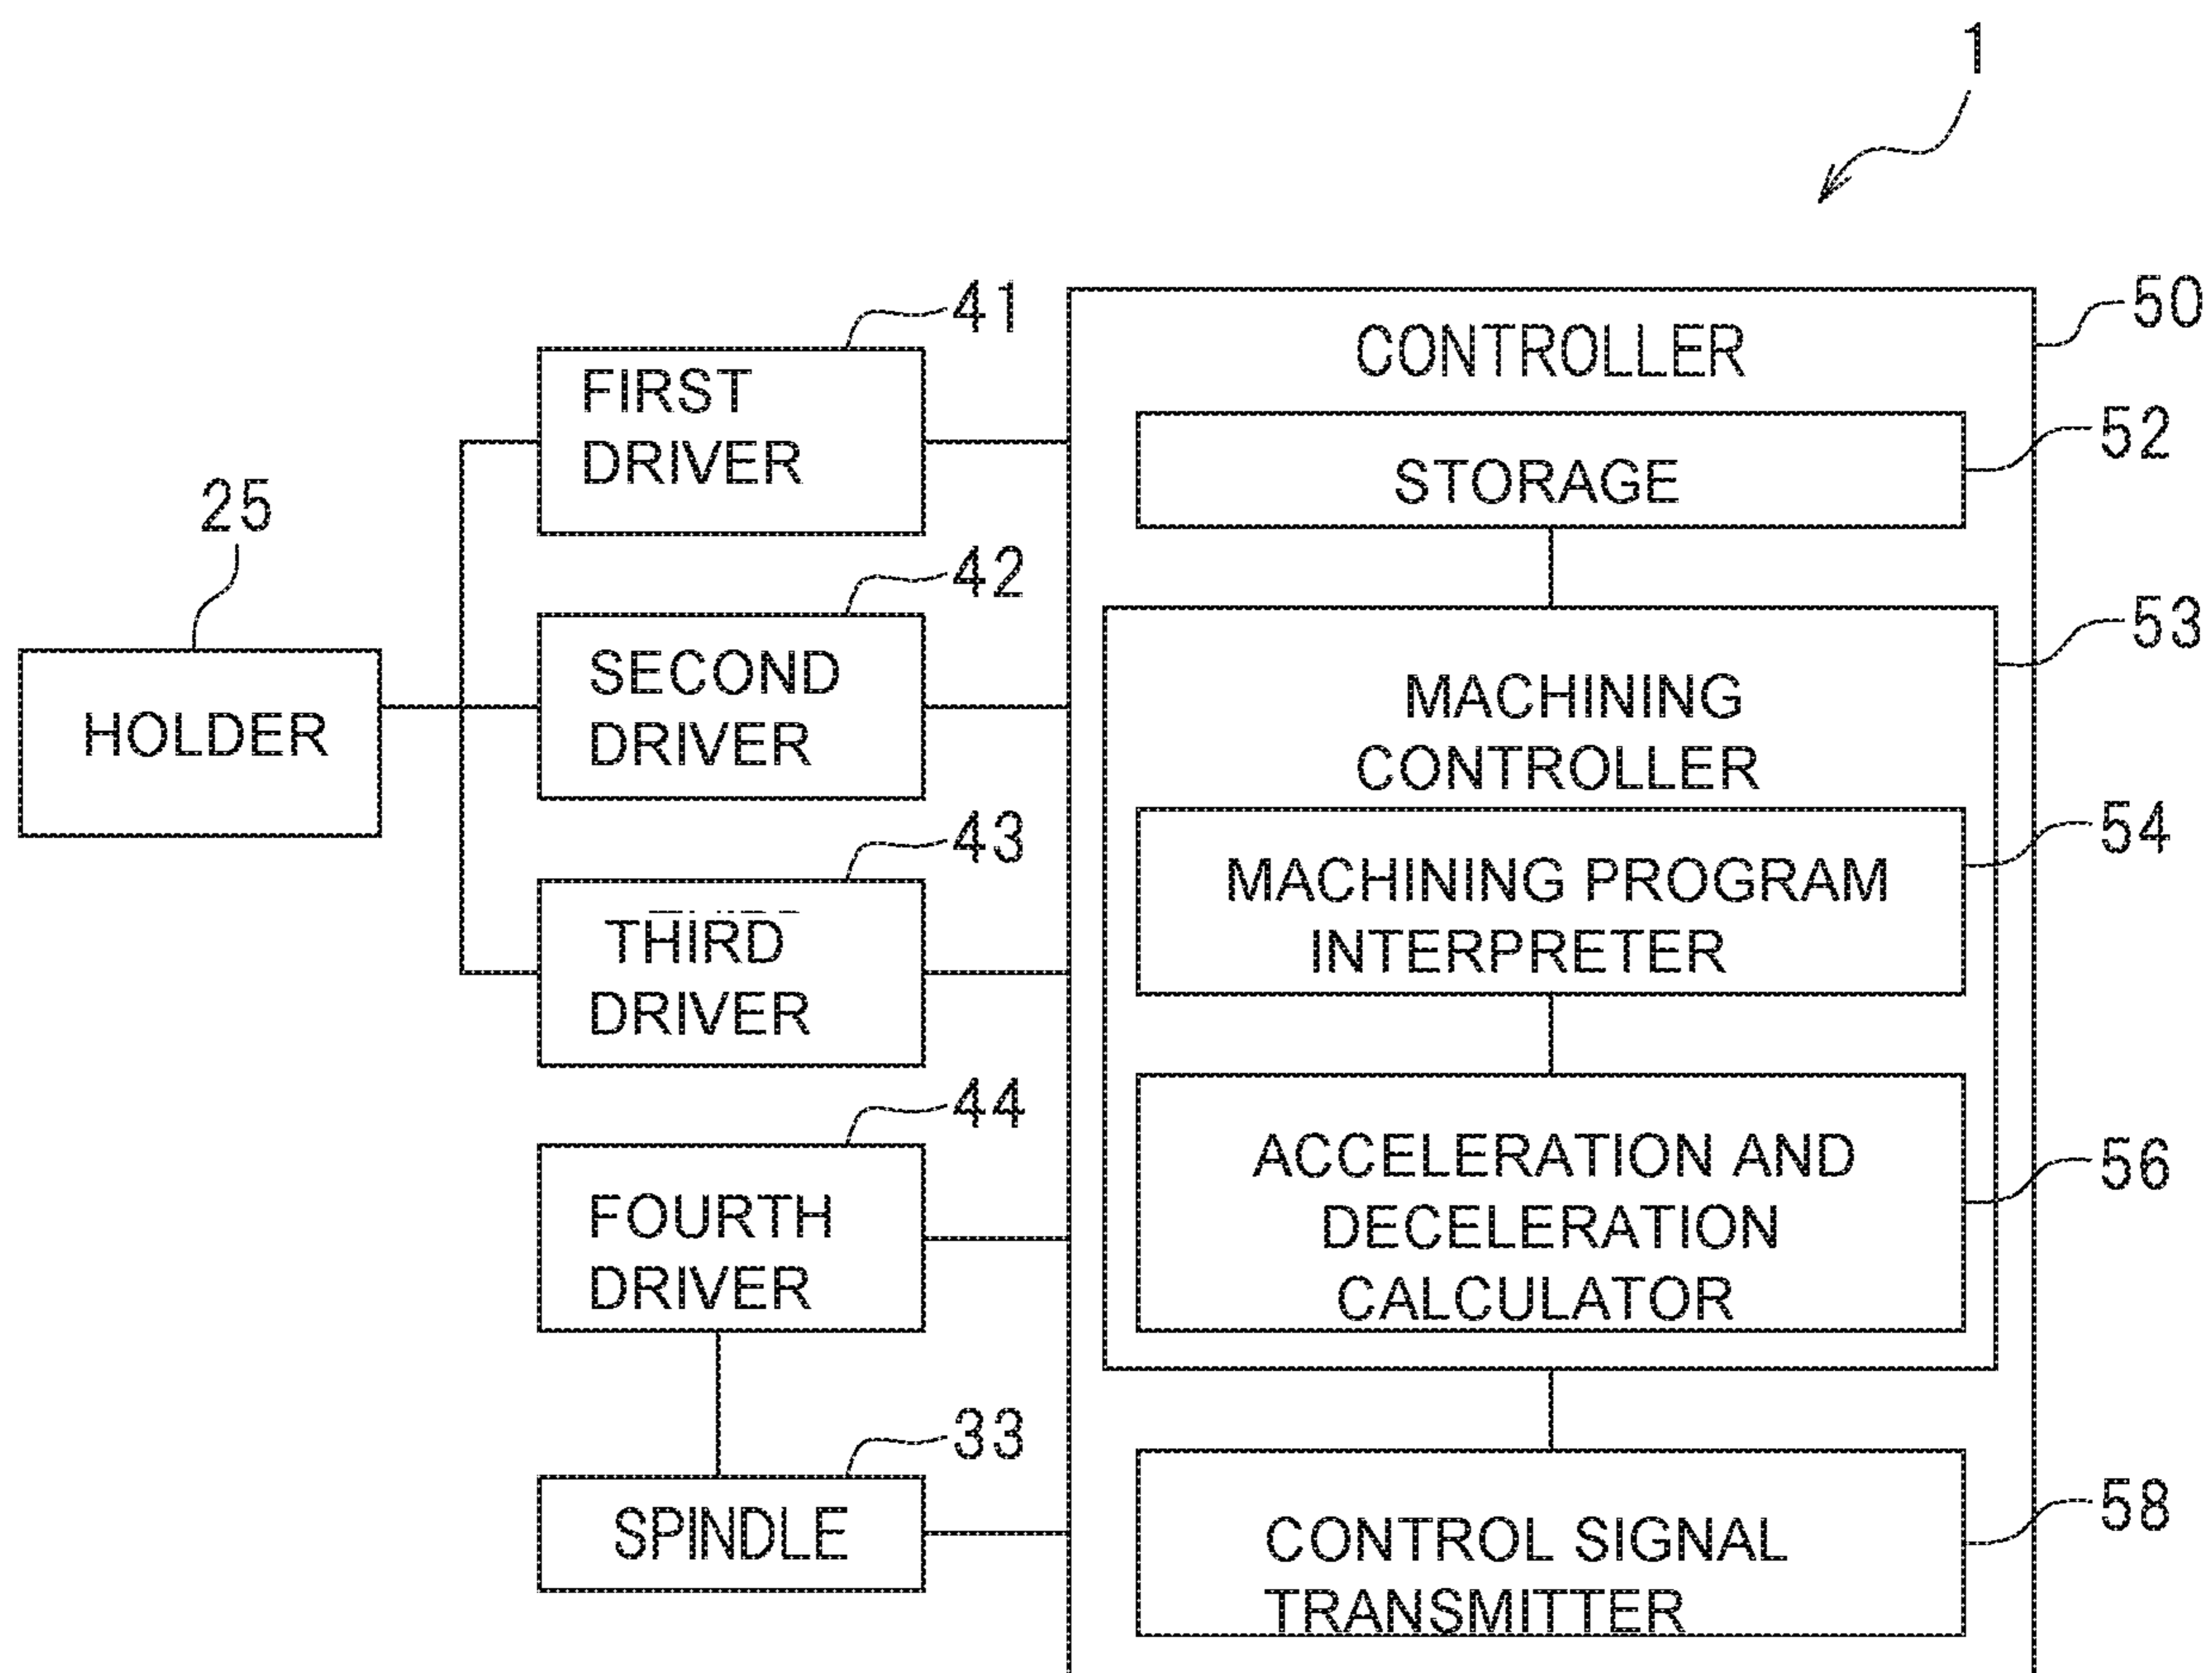 1
50
CONTROLLER
41
FIRST
DRIVER
52
STORAGE
25
HOLDER
42
SECOND
DRIVER
53
MACHINING
CONTROLLER
43
THIRD
DRIVER
54
MACHINING PROGRAM
INTERPRETER
44
FOURTH
DRIVER
56
ACCELERATION AND
DECELERATION
CALCULATOR
33
SPINDLE
58
CONTROL SIGNAL
TRANSMITTER